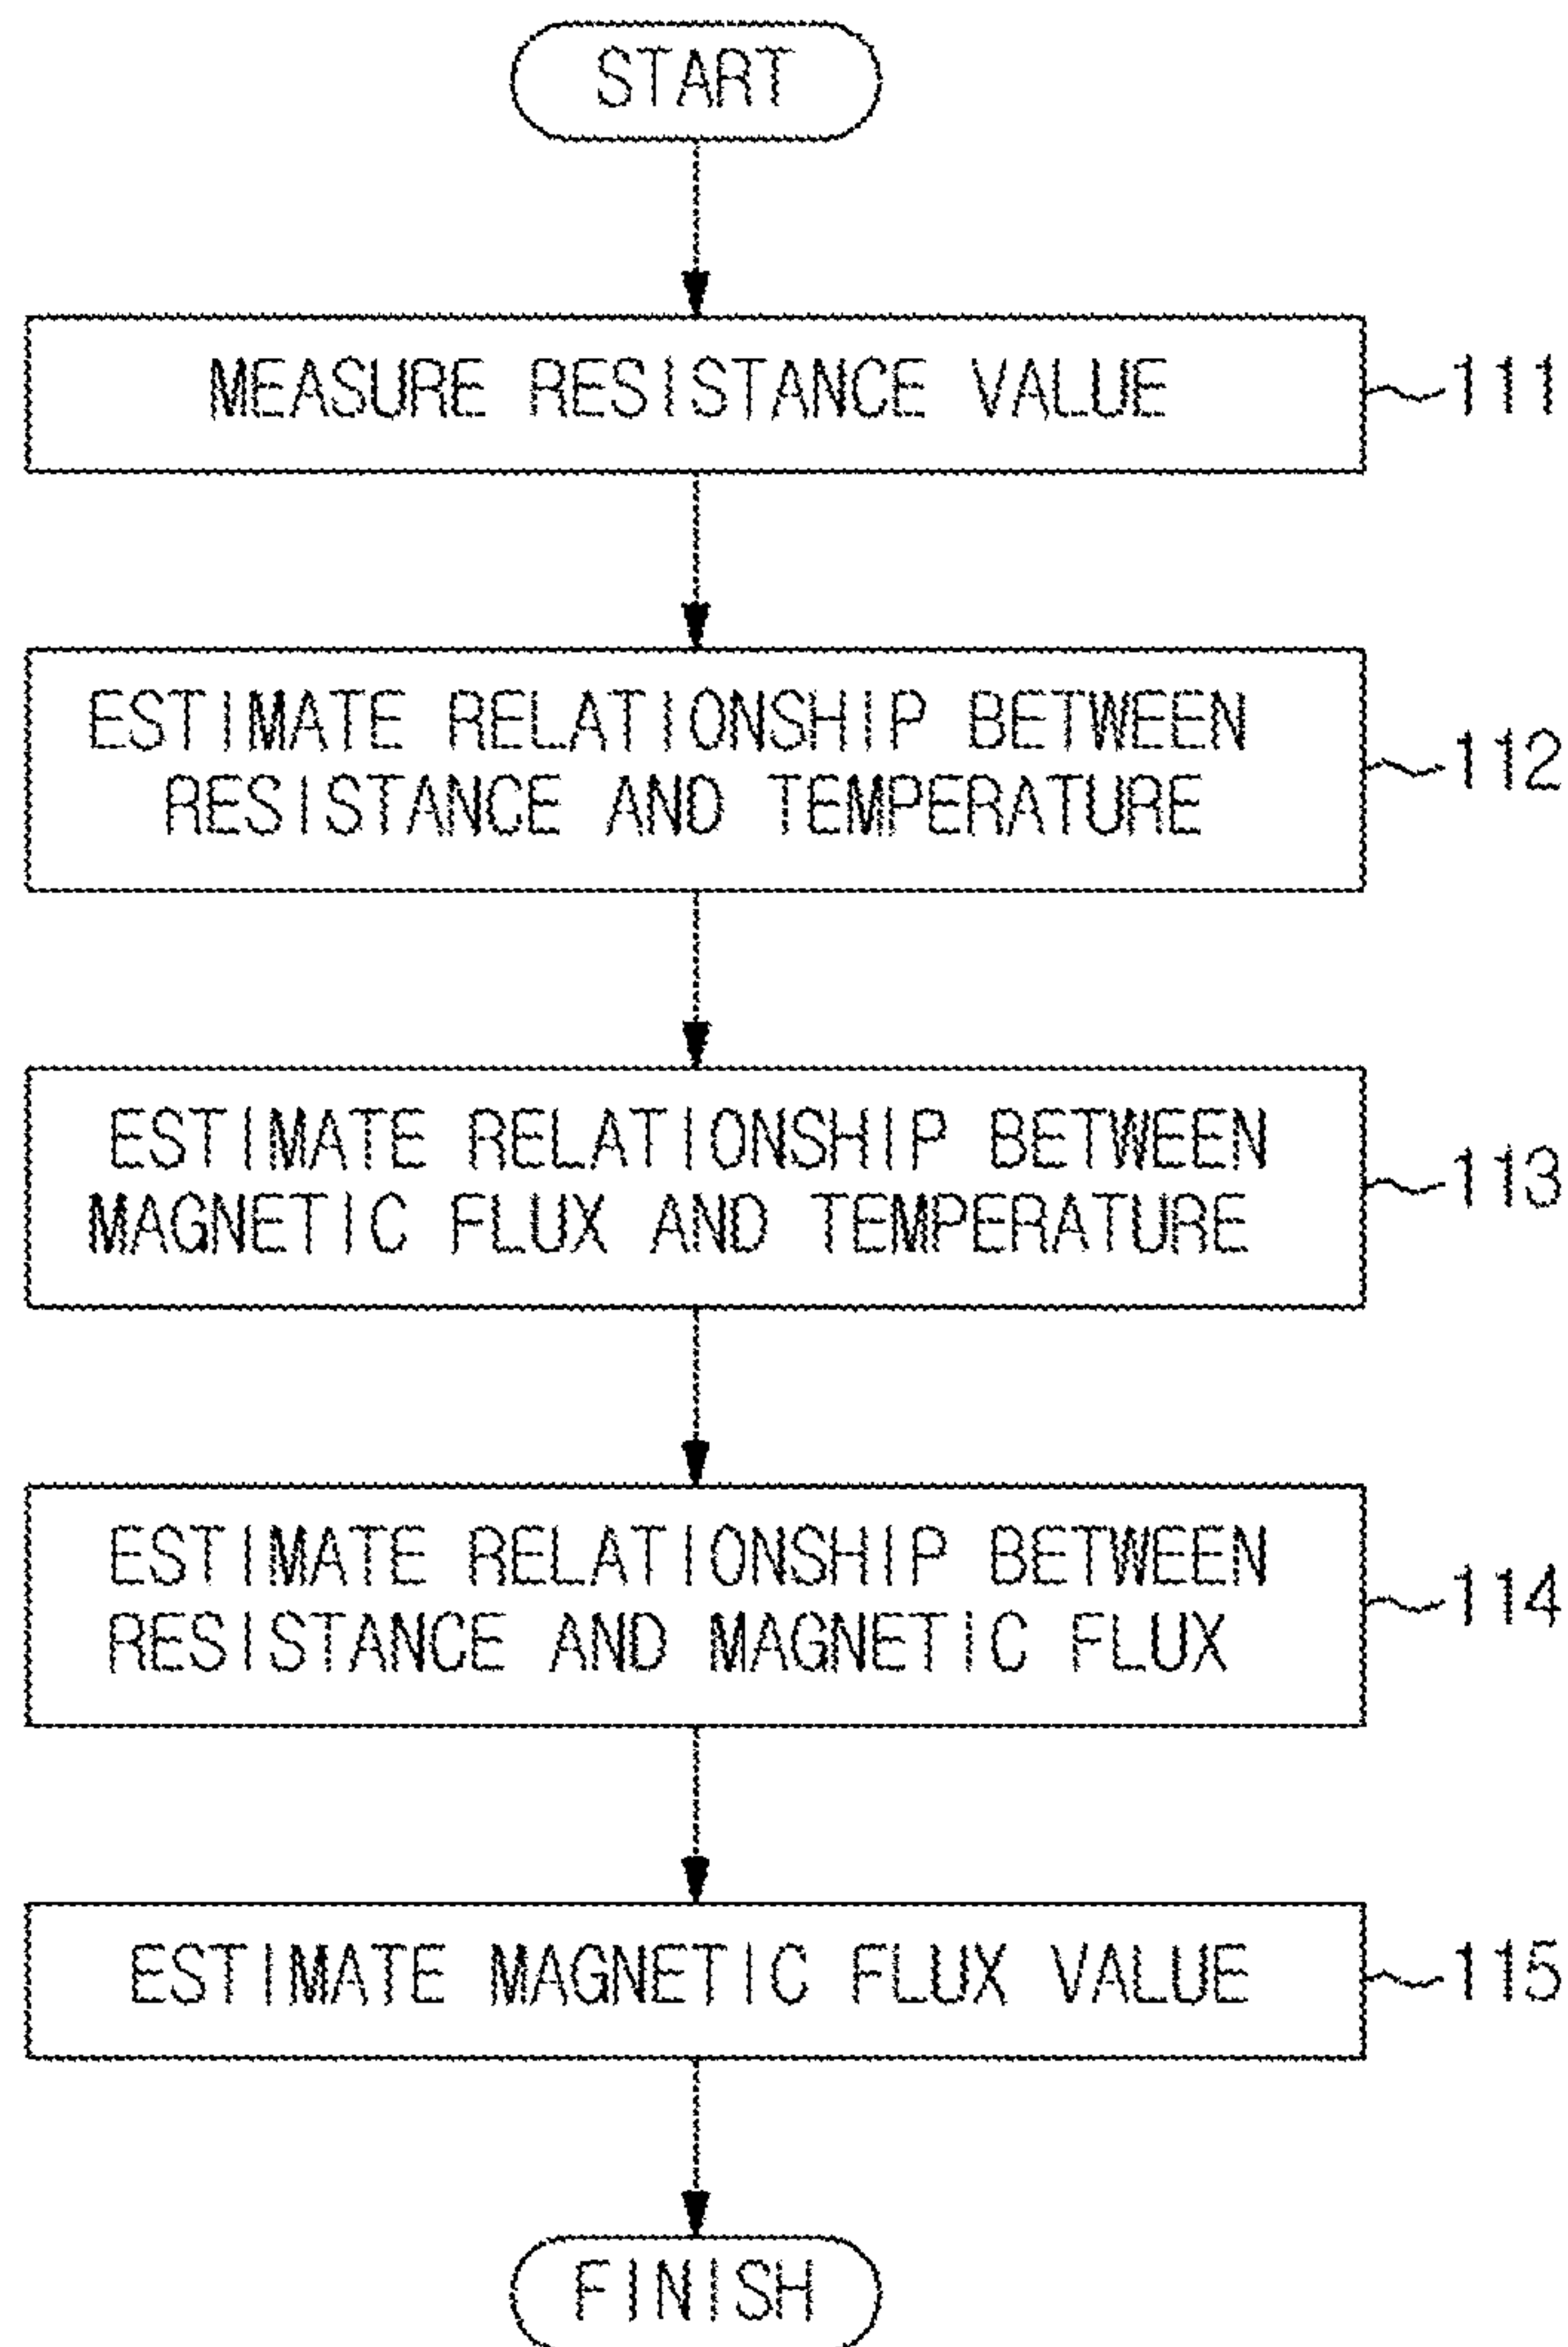 START
MEASURE RESISTANCE VALUE
111
ESTIMATE RELATIONSHIP BETWEEN
RESISTANCE AND TEMPERATURE
112
ESTIMATE RELATIONSHIP BETWEEN
MAGNETIC FLUX AND TEMPERATURE
113
ESTIMATE RELATIONSHIP BETWEEN
RESISTANCE AND MAGNETIC FLUX
114
ESTIMATE MAGNETIC FLUX VALUE
115
FINISH